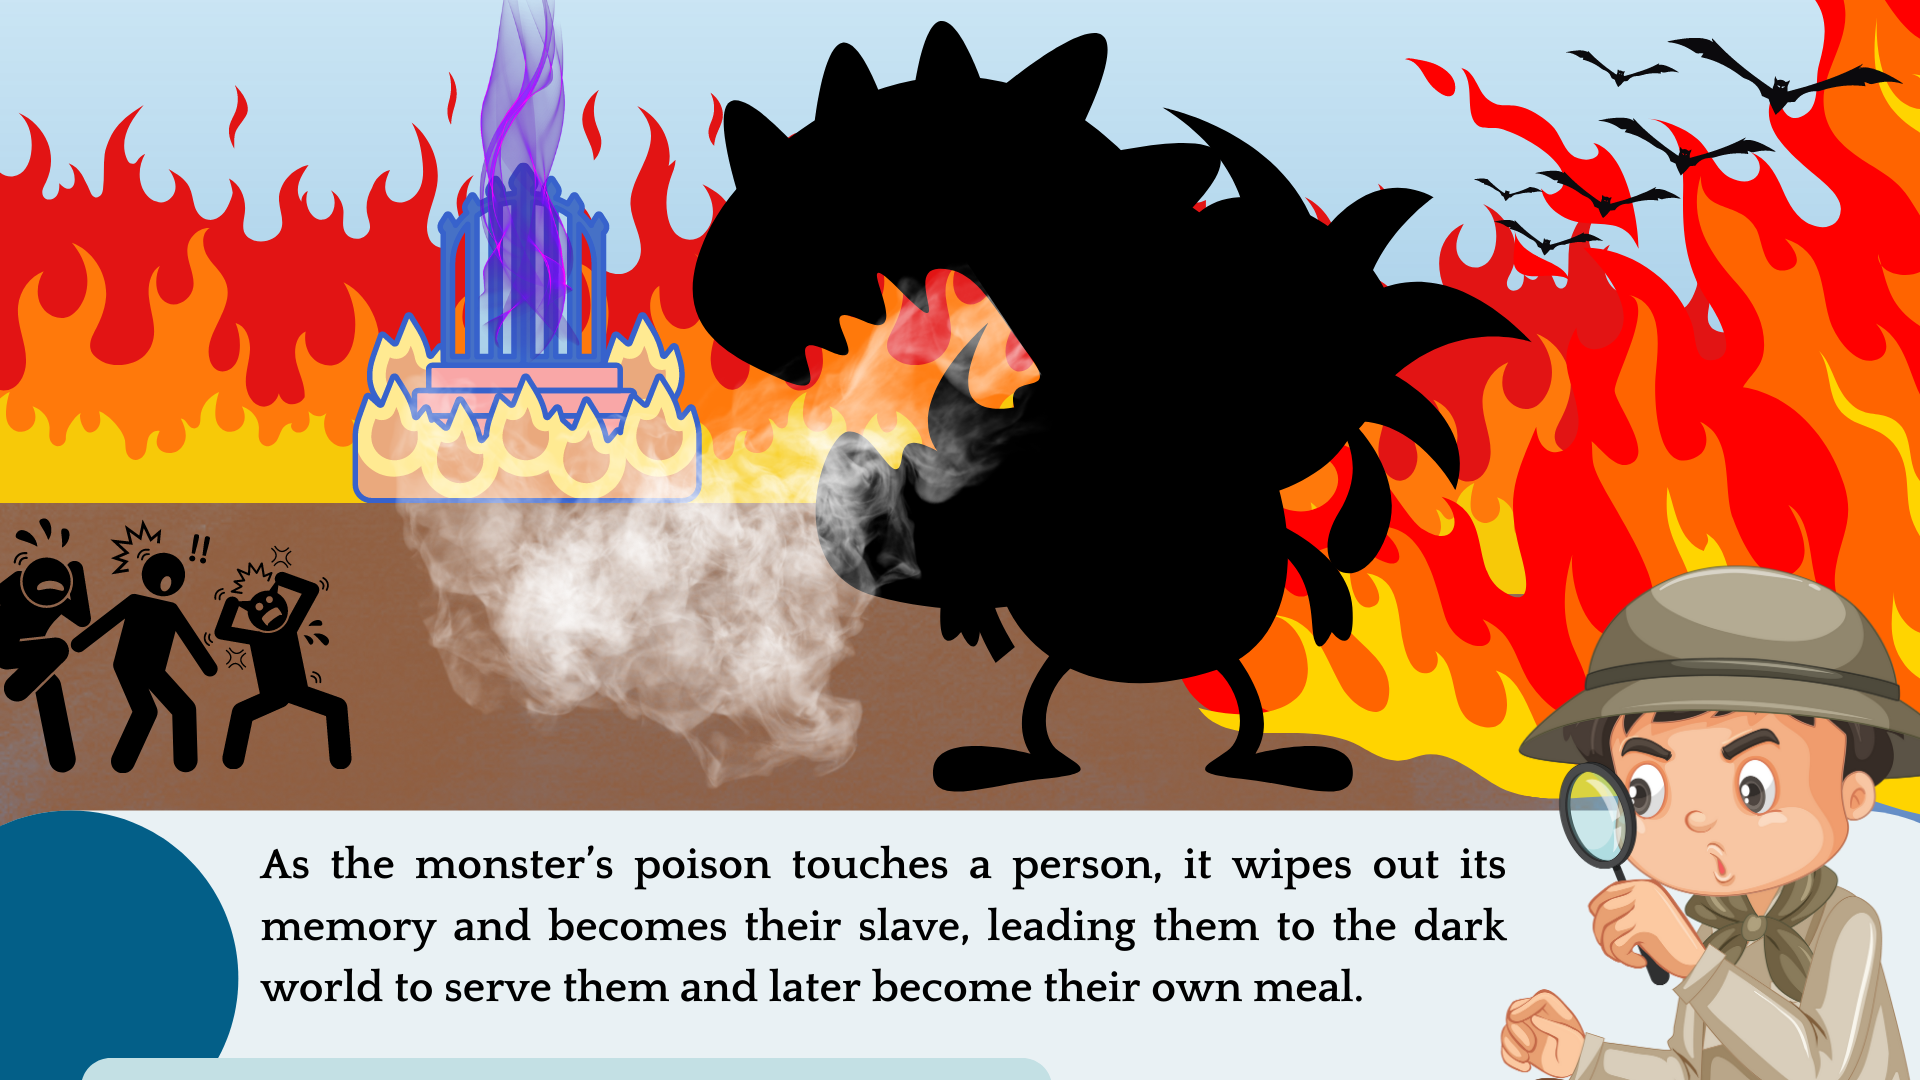 !!
As the monster’s poison touches a person, it wipes out its
memory and becomes their slave, leading them to the dark
world to serve them and later become their own meal.